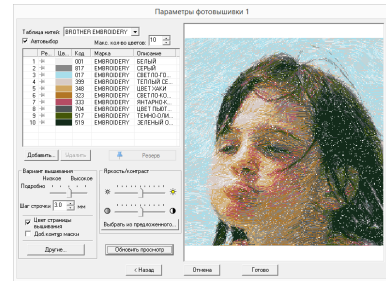 Параметры фотовышивки 1
Таблица нитей: BROTHER EMBROIDERY
Автовыбор
Макс. кол-во цветов: 10
Ре... Це... Код Марка Описание
1 001 EMBROIDERY БЕЛЫЙ
2 817 EMBROIDERY СЕРЫЙ
3 017 EMBROIDERY СВЕТЛО-ГО...
4 399 EMBROIDERY ТЕПЛЫЙ СЕ...
5 348 EMBROIDERY ЦВЕТ ХАКИ
6 323 EMBROIDERY СВЕТЛО-КО...
7 333 EMBROIDERY ЯНТАРНО-К...
8 704 EMBROIDERY ЦВЕТ ПЬЮТ...
9 517 EMBROIDERY ТЕМНО-ОЛИ...
10 519 EMBROIDERY ЗЕЛЕНЫЙ О...
Добавить... Удалить Резерв
Вариант вышивания
Низкое Высокое
Подробно
Шаг строчки 3.0 мм
Цвет страницы вышивания
Доб.контур маски
Другие...
Яркость/контраст
Выбрать из предложенного...
Обновить просмотр
< Назад Отмена Готово